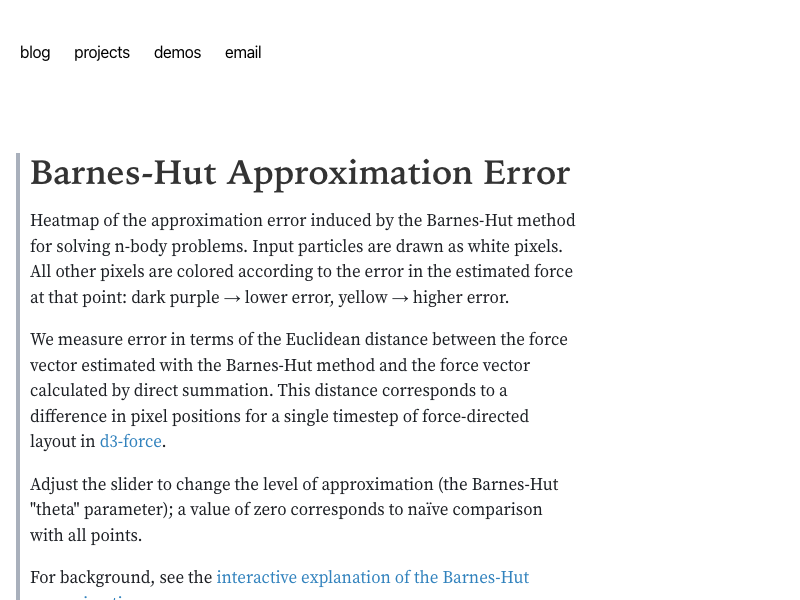 blog projects demos email
Barnes-Hut Approximation Error
Heatmap of the approximation error induced by the Barnes-Hut method
for solving n-body problems. Input particles are drawn as white pixels.
All other pixels are colored according to the error in the estimated force
at that point: dark purple → lower error, yellow → higher error.
We measure error in terms of the Euclidean distance between the force
vector estimated with the Barnes-Hut method and the force vector
calculated by direct summation. This distance corresponds to a
difference in pixel positions for a single timestep of force-directed
layout in d3-force.
Adjust the slider to change the level of approximation (the Barnes-Hut
"theta" parameter); a value of zero corresponds to naïve comparison
with all points.
For background, see the interactive explanation of the Barnes-Hut